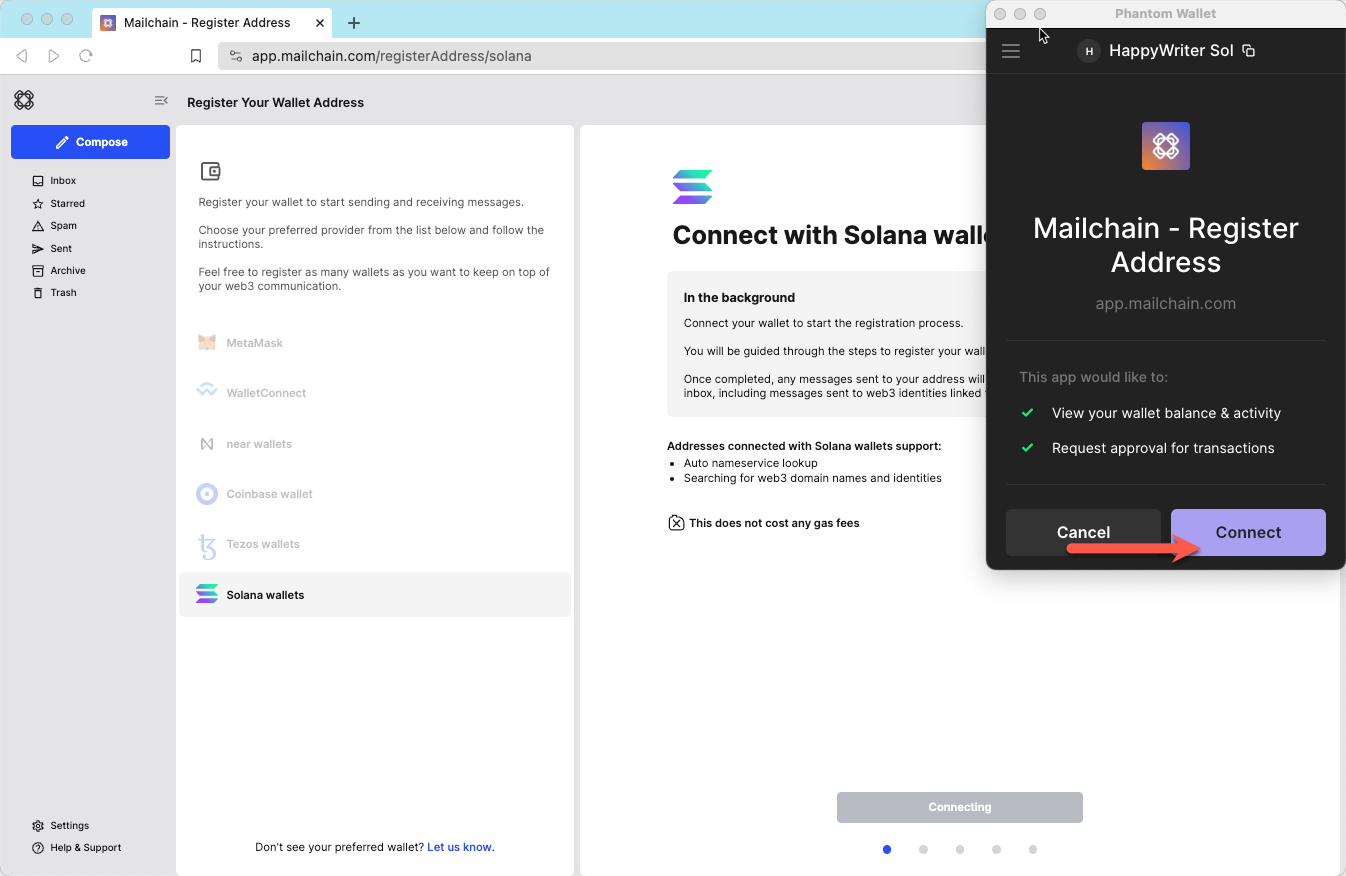 Mailchain - Register Address
app.mailchain.com/registerAddress/solana
Register Your Wallet Address
Compose
Inbox
Starred
Spam
Sent
Archive
Trash
Settings
Help & Support
Register your wallet to start sending and receiving messages.
Choose your preferred provider from the list below and follow the
instructions.
Feel free to register as many wallets as you want to keep on top of
your web3 communication.
MetaMask
WalletConnect
near wallets
Coinbase wallet
Tezos wallets
Solana wallets
Don't see your preferred wallet? Let us know.
Connect with Solana
In the background
Connect your wallet to start the registration process.
You will be guided through the steps to register your
Once completed, any messages sent to your address
inbox, including messages sent to web3 identities linked
Addresses connected with Solana wallets support:
Auto nameservice lookup
Searching for web3 domain names and identities
This does not cost any gas fees
Connecting
Phantom Wallet
H
HappyWriter Sol
Mailchain - Register
Address
app.mailchain.com
This app would like to:
View your wallet balance & activity
Request approval for transactions
Cancel
Connect